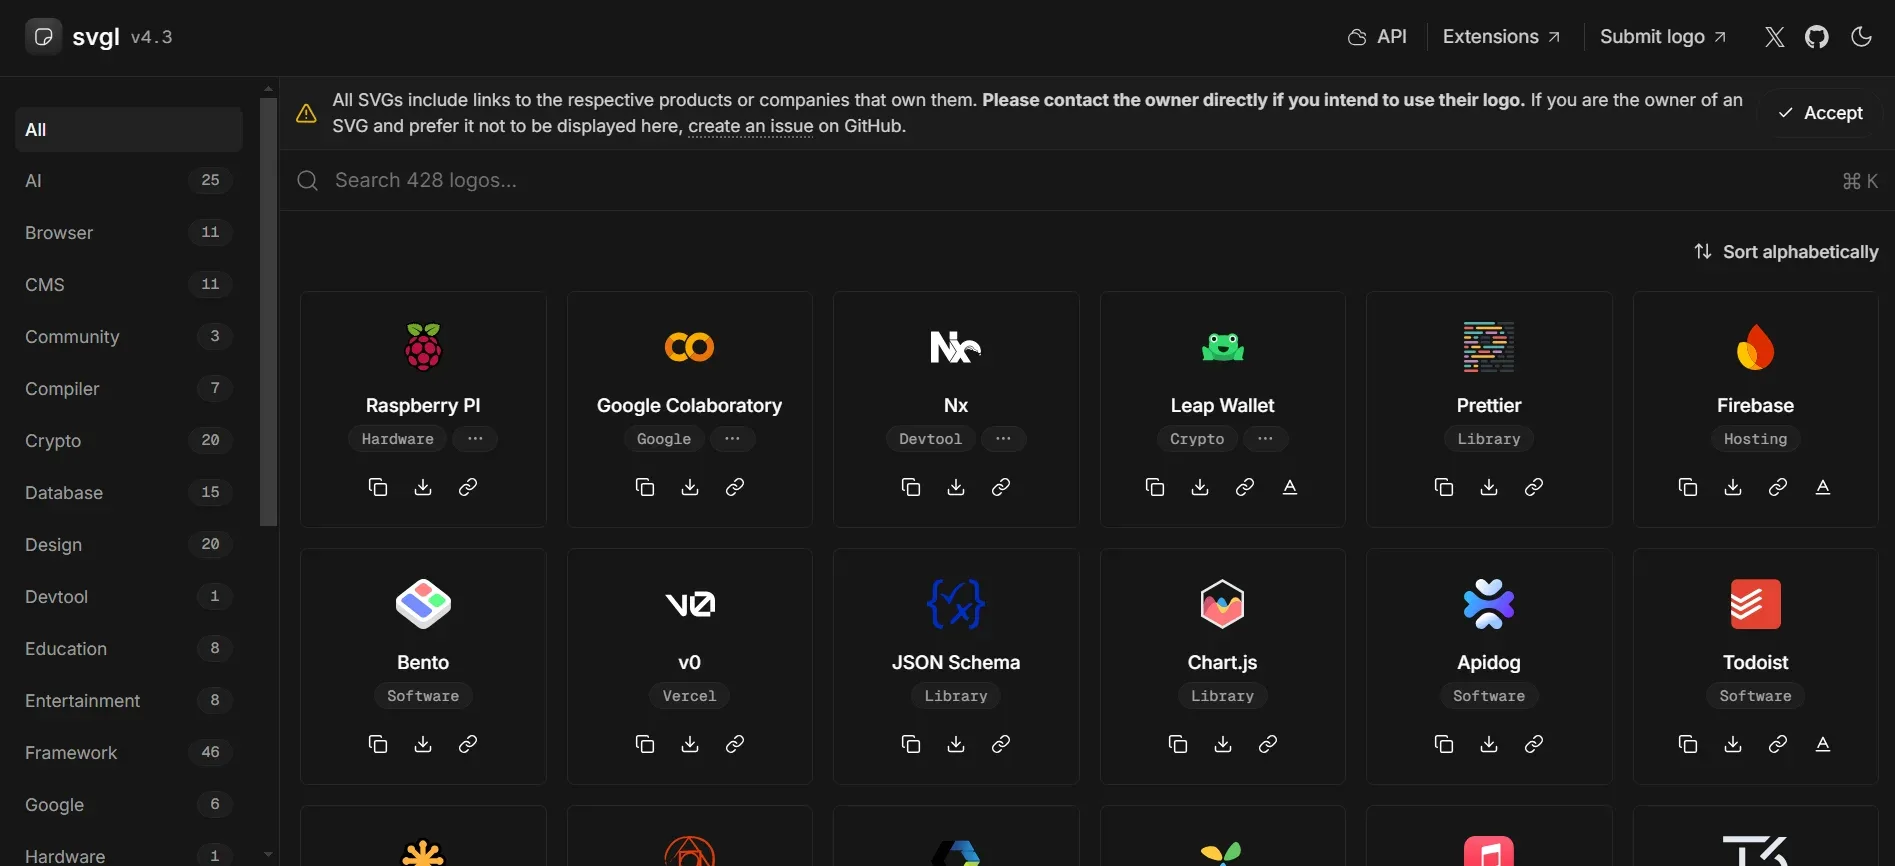 svgl v4.3
API
Extensions
Submit logo
All SVGs include links to the respective products or companies that own them. Please contact the owner directly if you intend to use their logo. If you are the owner of an
SVG and prefer it not to be displayed here, create an issue on GitHub.
Accept
Search 428 logos...
⌘ K
Sort alphabetically
All
AI 25
Browser 11
CMS 11
Community 3
Compiler 7
Crypto 20
Database 15
Design 20
Devtool 1
Education 8
Entertainment 8
Framework 46
Google 6
Hardware 1
Raspberry PI
Hardware ...
Google Colaboratory
Google ...
Nx
Nx
Devtool ...
Leap Wallet
Crypto ...
Prettier
Library
Firebase
Hosting
Bento
Software
v0
v0
Vercel
JSON Schema
Library
Chart.js
Library
Apidog
Software
Todoist
Software